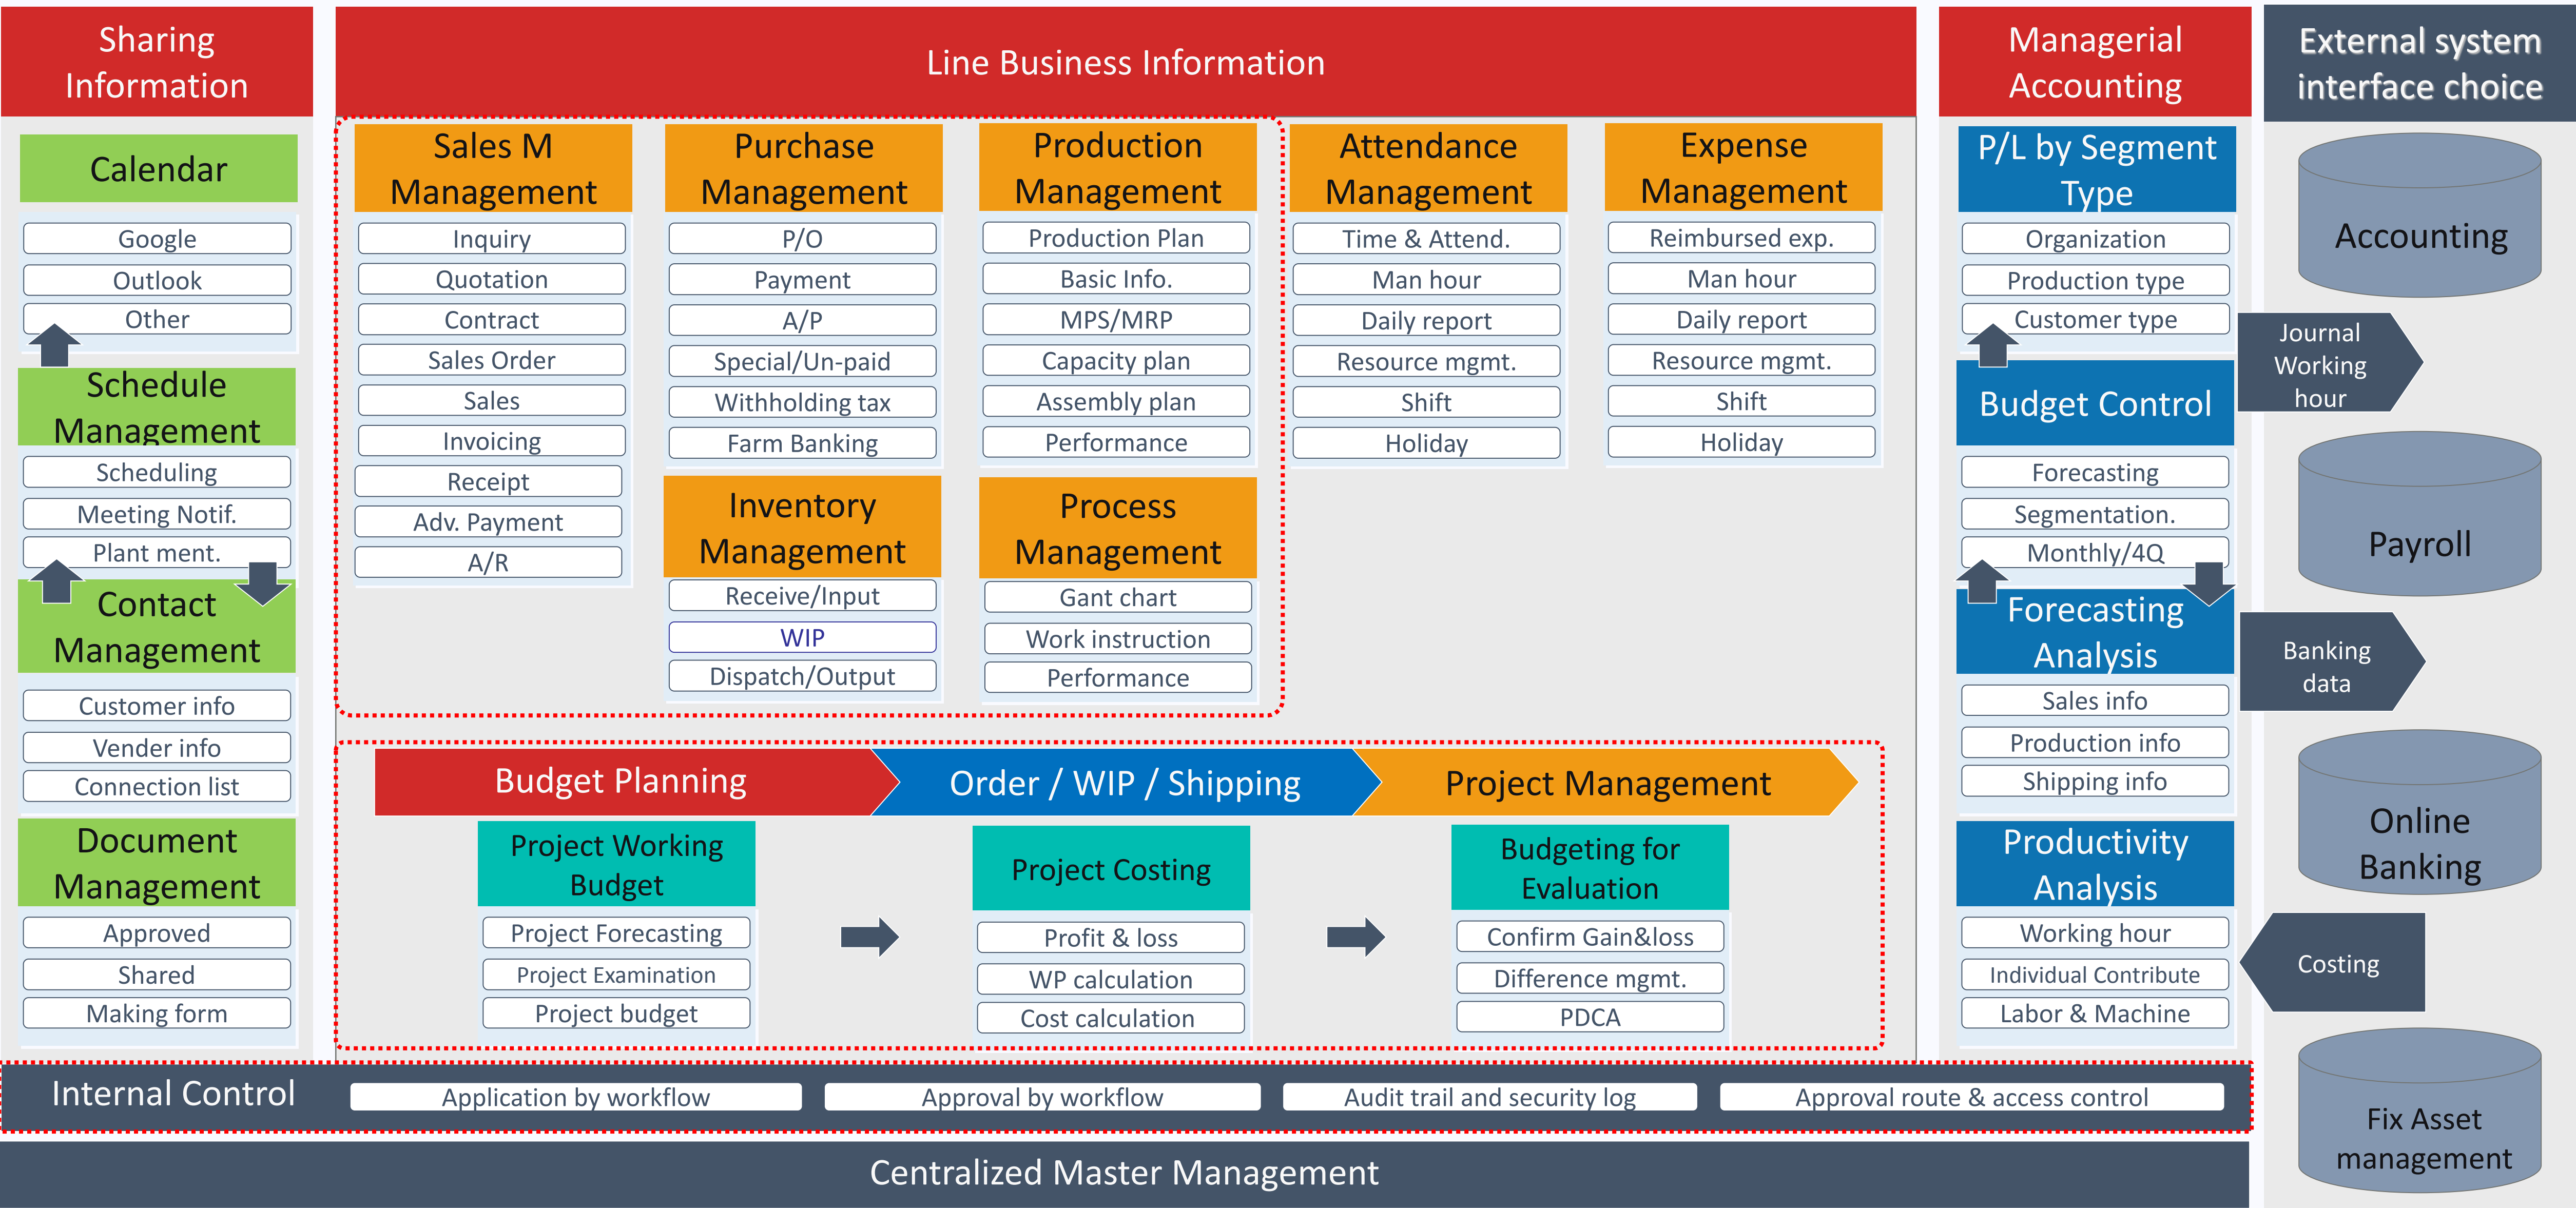 Sharing
Information
Calendar
Google
Outlook
Other
Schedule
Management
Scheduling
Meeting Notif.
Plant ment.
Contact
Management
Customer info
Vender info
Connection list
Document
Management
Approved
Shared
Making form
Line Business Information
Sales M
Management
Inquiry
Quotation
Contract
Sales Order
Sales
Invoicing
Receipt
Adv. Payment
A/R
Purchase
Management
P/O
Payment
A/P
Special/Un-paid
Withholding tax
Farm Banking
Inventory
Management
Receive/Input
WIP
Dispatch/Output
Production
Management
Production Plan
Basic Info.
MPS/MRP
Capacity plan
Assembly plan
Performance
Process
Management
Gant chart
Work instruction
Performance
Attendance
Management
Time & Attend.
Man hour
Daily report
Resource mgmt.
Shift
Holiday
Expense
Management
Reimbursed exp.
Man hour
Daily report
Resource mgmt.
Shift
Holiday
Budget Planning
Order / WIP / Shipping
Project Management
Project Working
Budget
Project Forecasting
Project Examination
Project budget
Project Costing
Profit & loss
WP calculation
Cost calculation
Budgeting for
Evaluation
Confirm Gain&loss
Difference mgmt.
PDCA
Managerial
Accounting
P/L by Segment
Type
Organization
Production type
Customer type
Budget Control
Forecasting
Segmentation.
Monthly/4Q
Forecasting
Analysis
Sales info
Production info
Shipping info
Productivity
Analysis
Working hour
Individual Contribute
Labor & Machine
External system
interface choice
Accounting
Journal
Working
hour
Payroll
Banking
data
Online
Banking
Costing
Fix Asset
management
Internal Control
Application by workflow
Approval by workflow
Audit trail and security log
Approval route & access control
Centralized Master Management